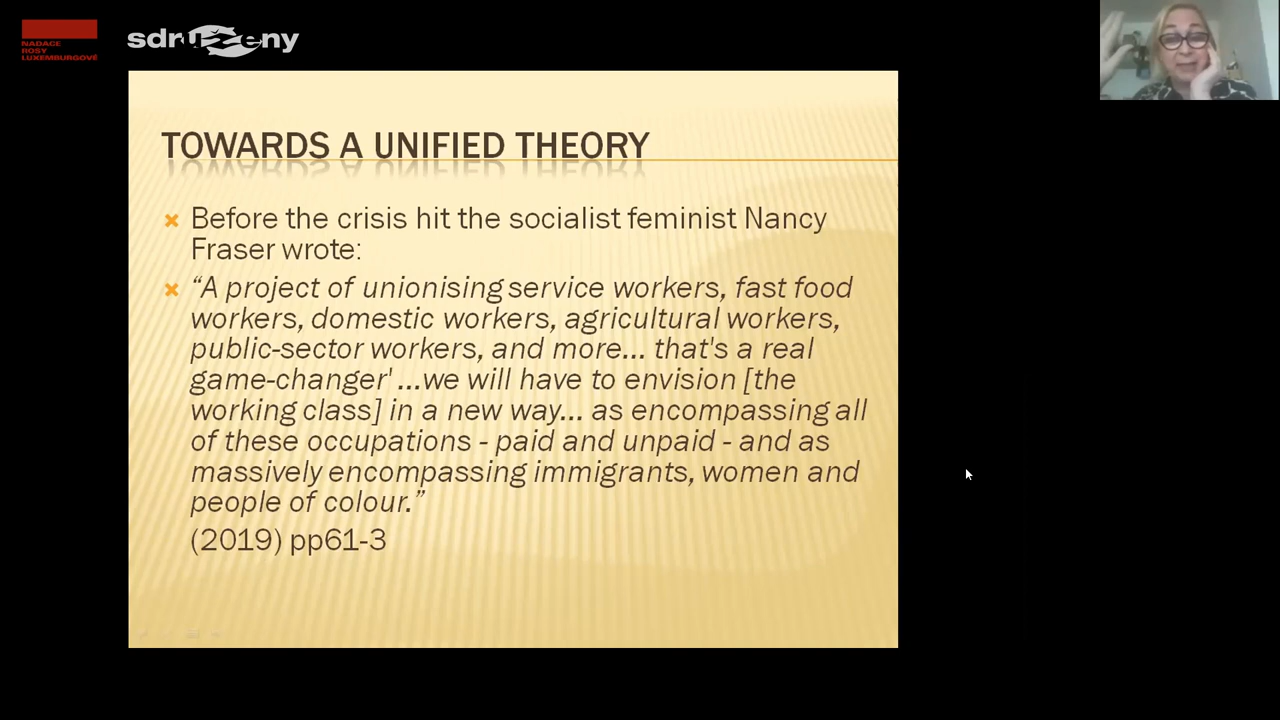 NADACE
ROSY
LUXEMBURGOVÉ
sdruženy
TOWARDS A UNIFIED THEORY
Before the crisis hit the socialist feminist Nancy
Fraser wrote:
“A project of unionising service workers, fast food
workers, domestic workers, agricultural workers,
public-sector workers, and more... that's a real
game-changer' ...we will have to envision [the
working class] in a new way... as encompassing all
of these occupations - paid and unpaid - and as
massively encompassing immigrants, women and
people of colour.”
(2019) pp61-3